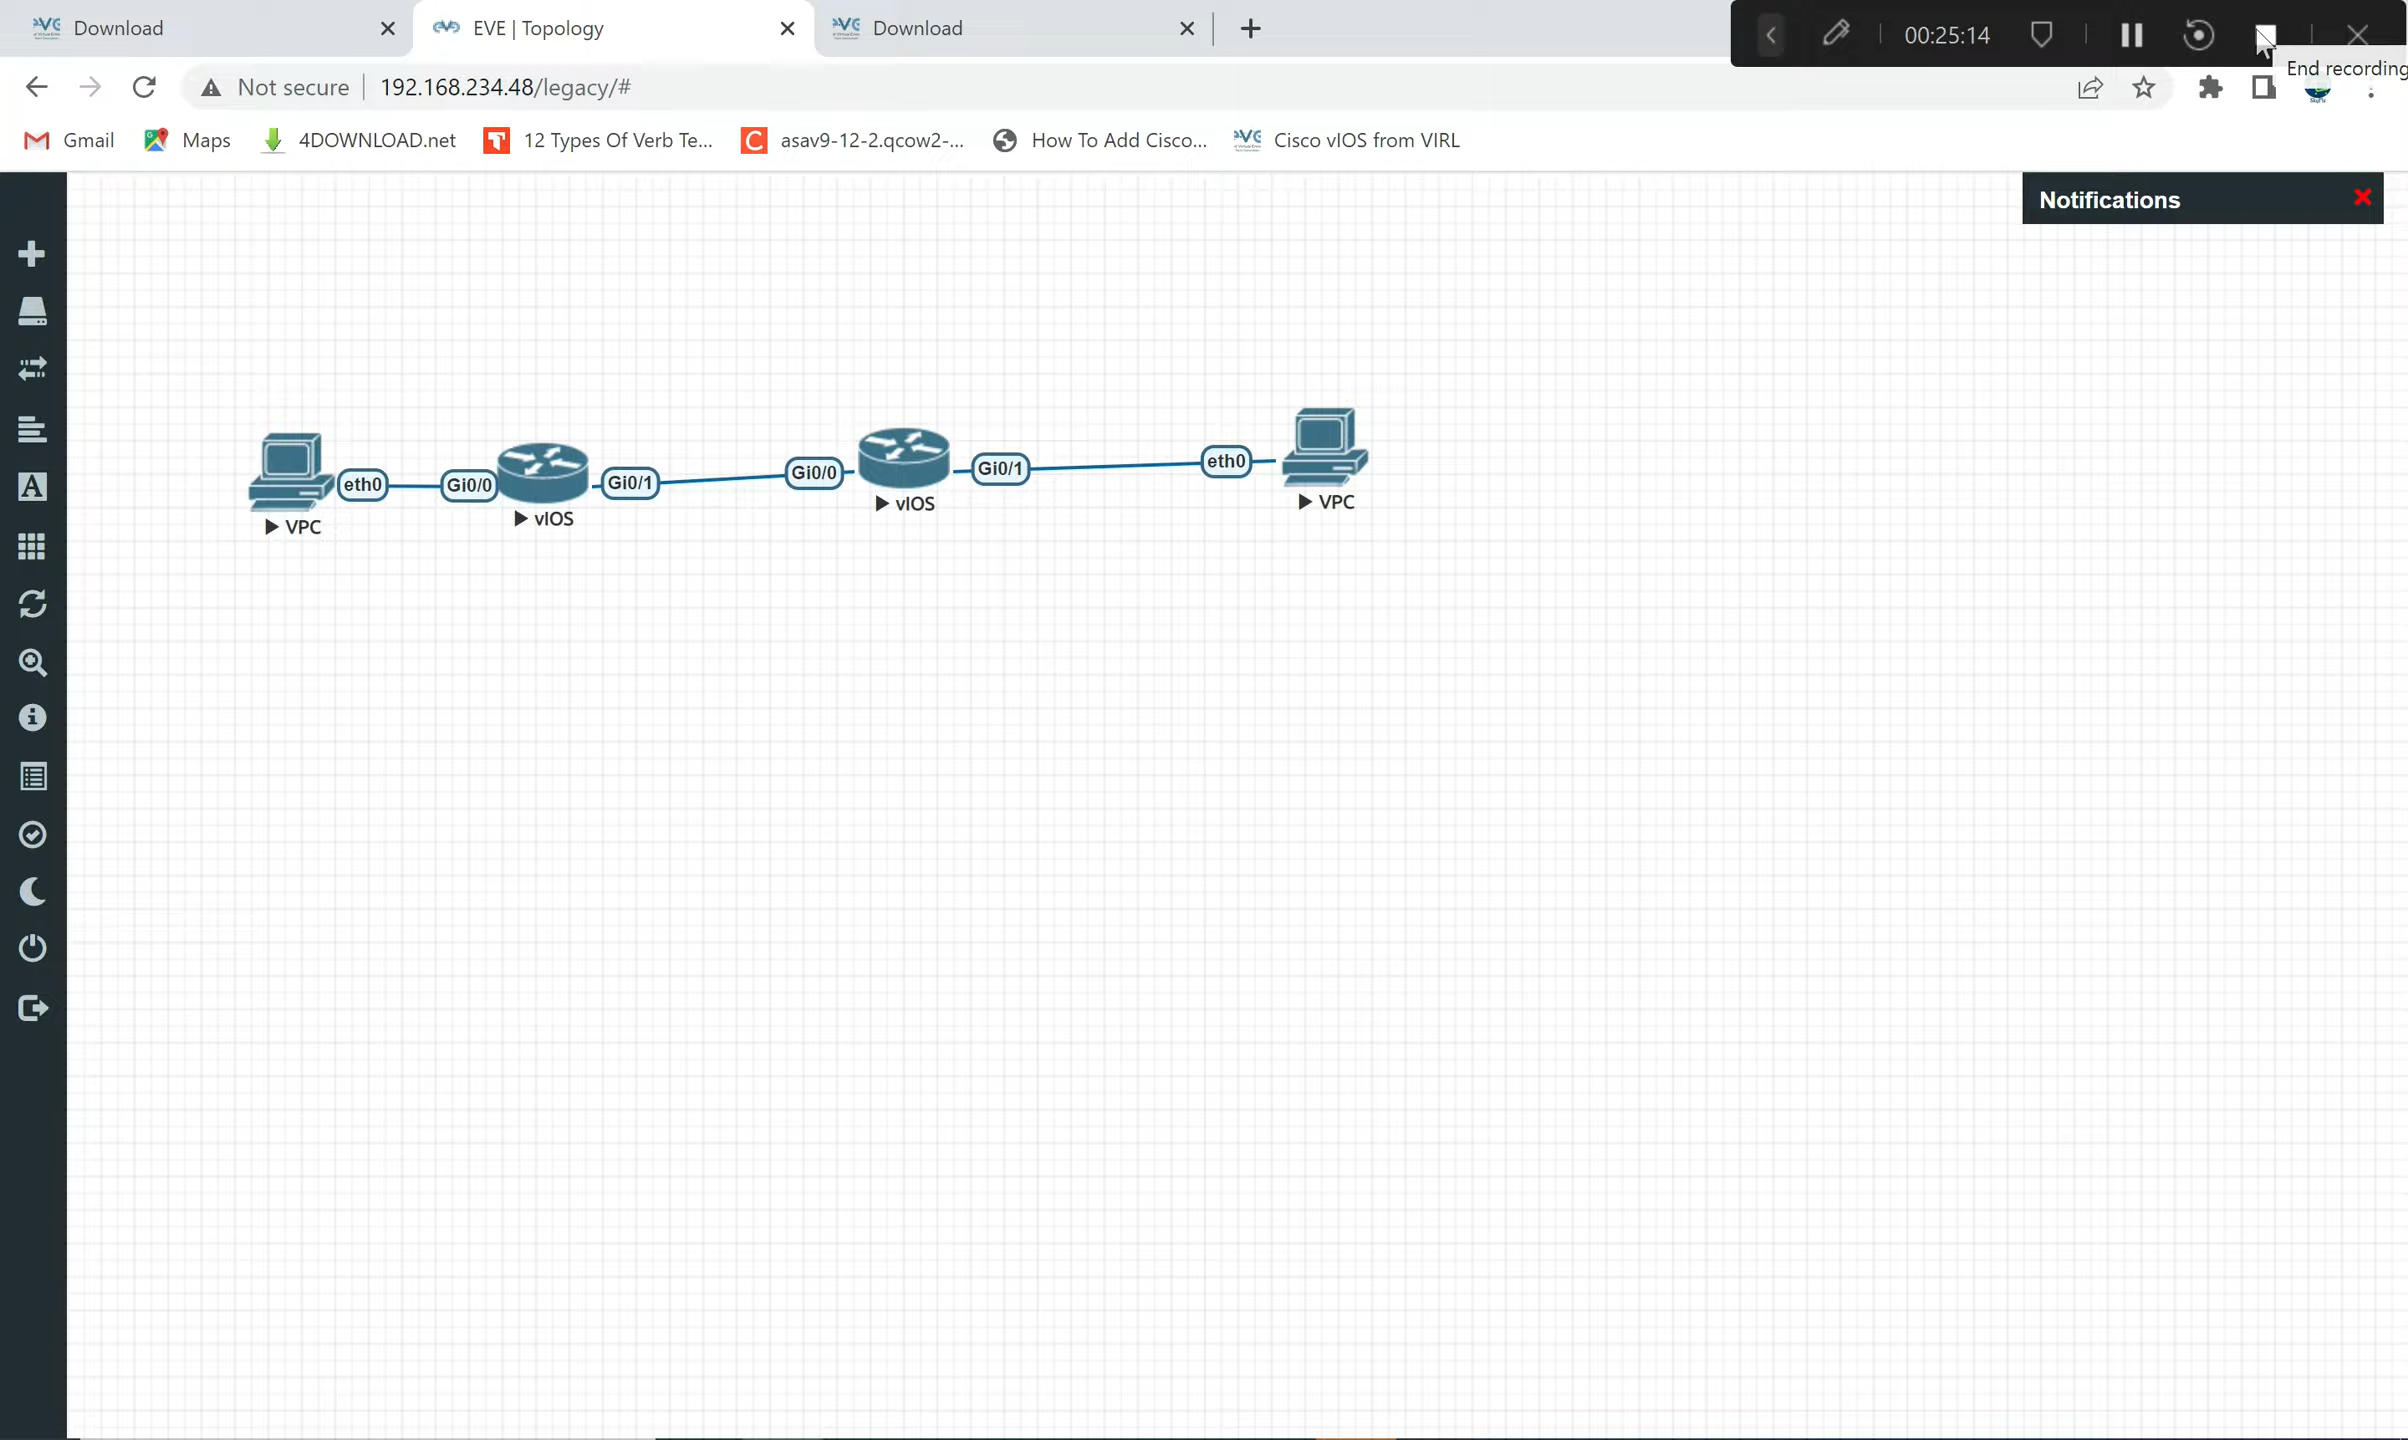 Download
EVE | Topology
Download
00:25:14
End recording
Not secure
192.168.234.48/legacy/#
Gmail
Maps
4DOWNLOAD.net
12 Types Of Verb Te...
asav9-12-2.qcow2-...
How To Add Cisco...
Cisco vIOS from VIRL
Notifications
eth0
Gi0/0
Gi0/1
Gi0/0
Gi0/1
eth0
VPC
vIOS
vIOS
VPC